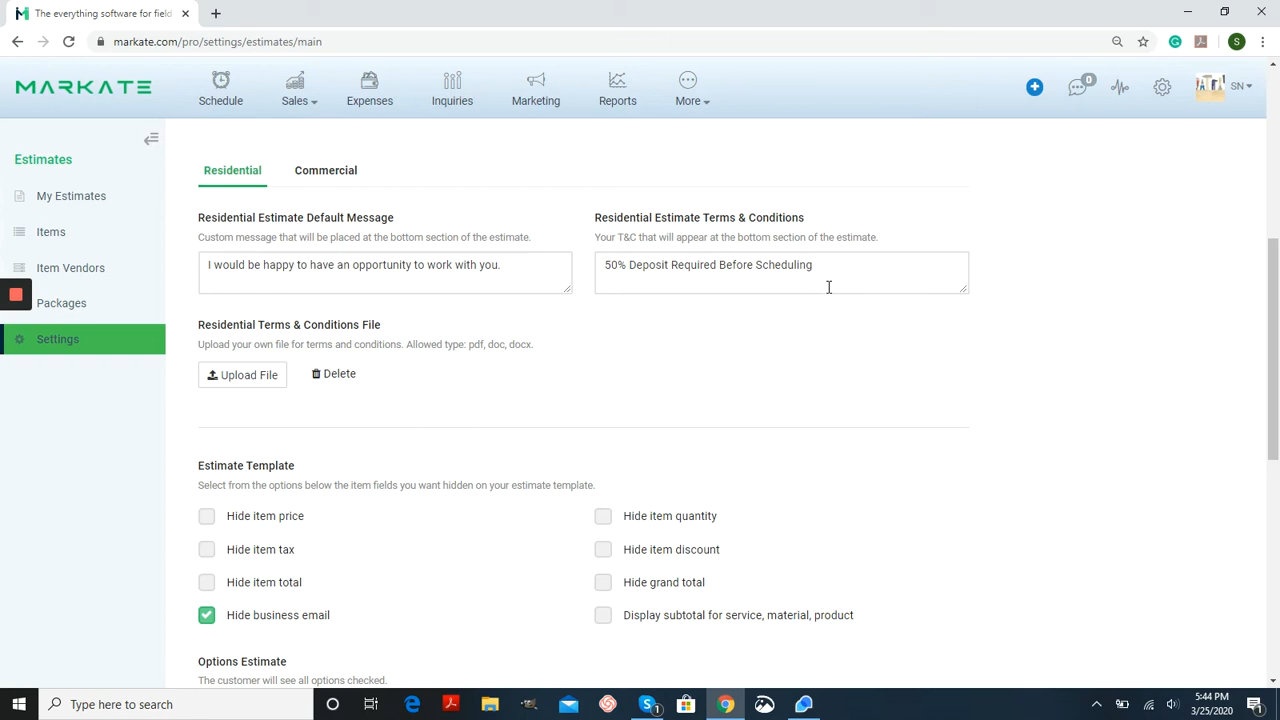 The everything software for field
markate.com/pro/settings/estimates/main
S
MARKATE
Schedule
Sales
Expenses
Inquiries
Marketing
Reports
More
0
SN
Estimates
My Estimates
Items
Item Vendors
Packages
Settings
Residential
Commercial
Residential Estimate Default Message
Custom message that will be placed at the bottom section of the estimate.
I would be happy to have an opportunity to work with you.
Residential Estimate Terms & Conditions
Your T&C that will appear at the bottom section of the estimate.
50% Deposit Required Before Scheduling
Residential Terms & Conditions File
Upload your own file for terms and conditions. Allowed type: pdf, doc, docx.
Upload File
Delete
Estimate Template
Select from the options below the item fields you want hidden on your estimate template.
Hide item price
Hide item quantity
Hide item tax
Hide item discount
Hide item total
Hide grand total
Hide business email
Display subtotal for service, material, product
Options Estimate
The customer will see all options checked.
Type here to search
1
5:44 PM
3/25/2020
1